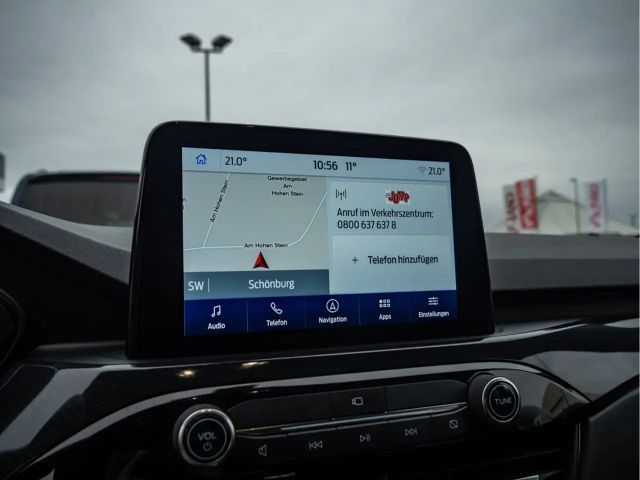 21.0°
10:56 11°
21.0°
Gewerbegebiet
Am
Hohen Stein
Am Hohen Stein
Am Hohen Stein
SW
Schönburg
JUMP
Anruf im Verkehrszentrum:
0800 637 637 8
+ Telefon hinzufügen
Audio
Telefon
Navigation
Apps
Einstellungen
VOL
TUNE